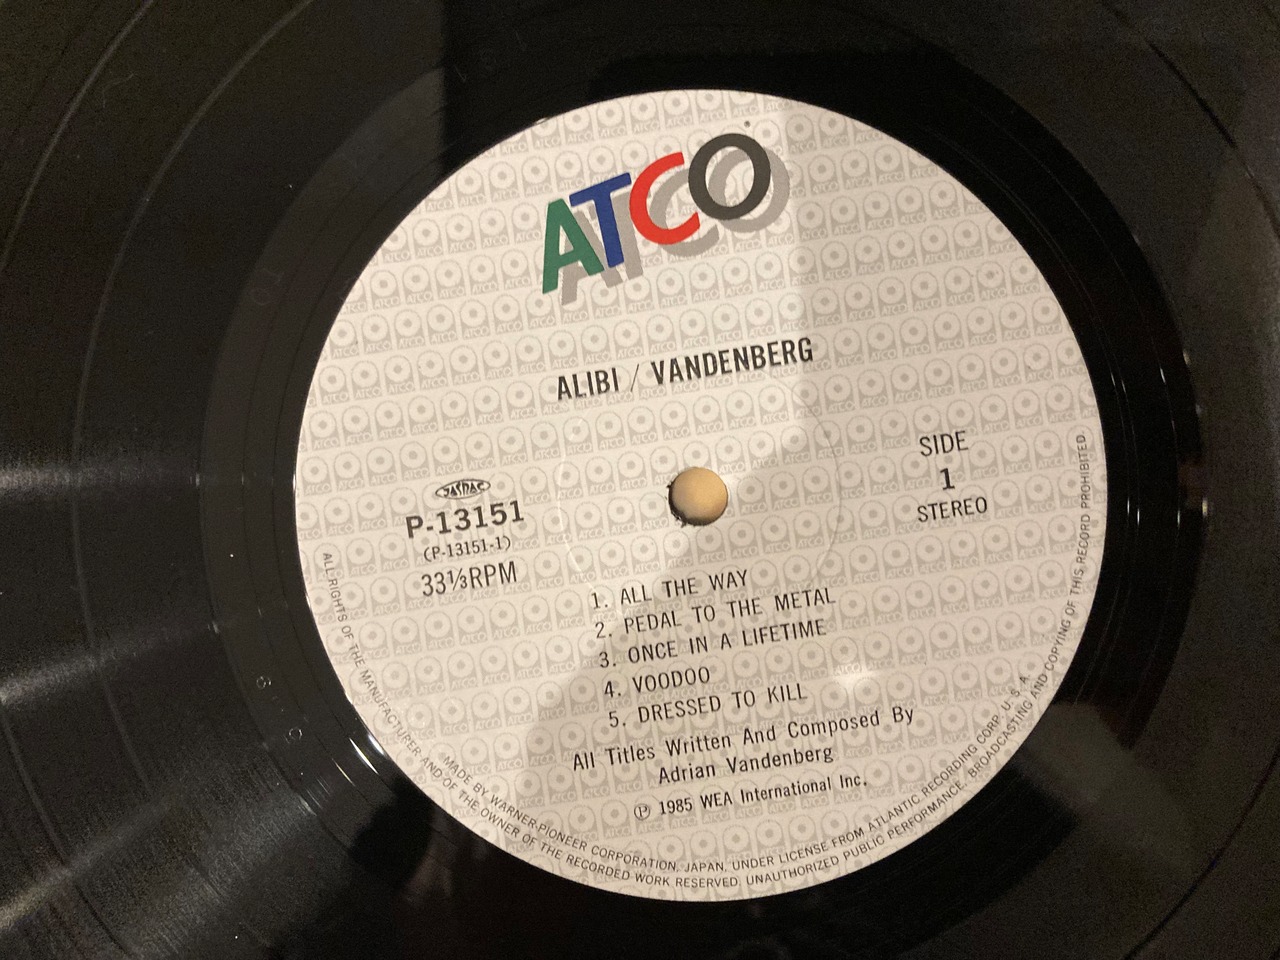 ATCO
ALIBI / VANDENBERG
JASRAC
P-13151
(P-13151-1)
33⅓RPM
SIDE
1
STEREO
1. ALL THE WAY
2. PEDAL TO THE METAL
3. ONCE IN A LIFETIME
4. VOODOO
5. DRESSED TO KILL
All Titles Written And Composed By
Adrian Vandenberg
Ⓟ 1985 WEA International Inc.
MADE BY WARNER-PIONEER CORPORATION, JAPAN, UNDER LICENSE FROM ATLANTIC RECORDING CORP. U.S.A.
ALL RIGHTS OF THE MANUFACTURER AND OF THE OWNER OF THE RECORDED WORK RESERVED. UNAUTHORIZED PUBLIC PERFORMANCE, BROADCASTING AND COPYING OF THIS RECORD PROHIBITED.